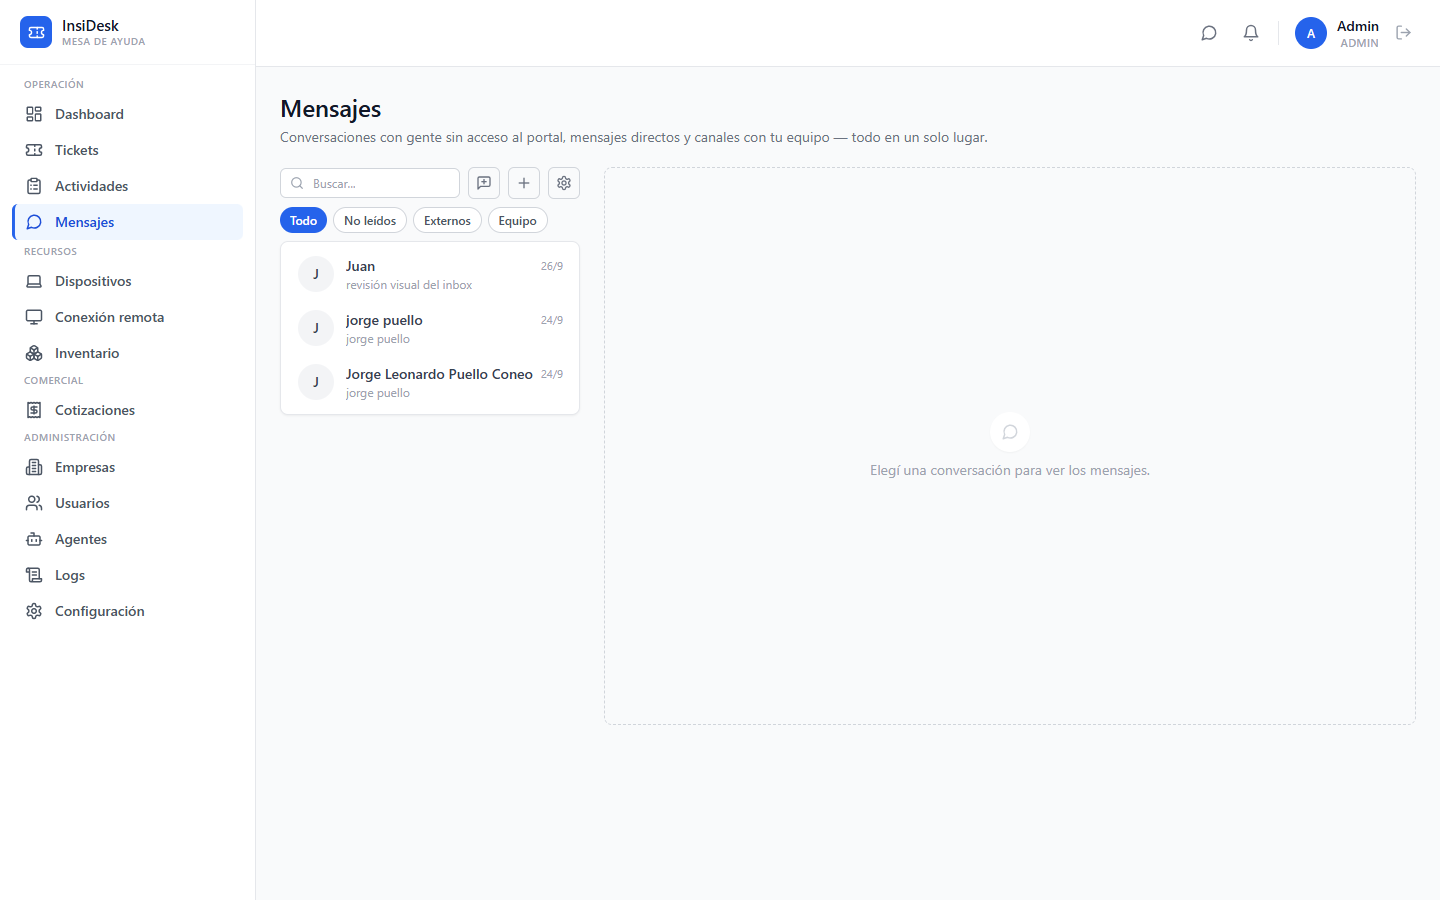 InsiDesk
MESA DE AYUDA
OPERACIÓN
Dashboard
Tickets
Actividades
Mensajes
RECURSOS
Dispositivos
Conexión remota
Inventario
COMERCIAL
Cotizaciones
ADMINISTRACIÓN
Empresas
Usuarios
Agentes
Logs
Configuración
A
Admin
ADMIN
Mensajes
Conversaciones con gente sin acceso al portal, mensajes directos y canales con tu equipo — todo en un solo lugar.
Buscar...
Todo No leídos Externos Equipo
J Juan 26/9
revisión visual del inbox
J jorge puello 24/9
jorge puello
J Jorge Leonardo Puello Coneo 24/9
jorge puello
Elegí una conversación para ver los mensajes.